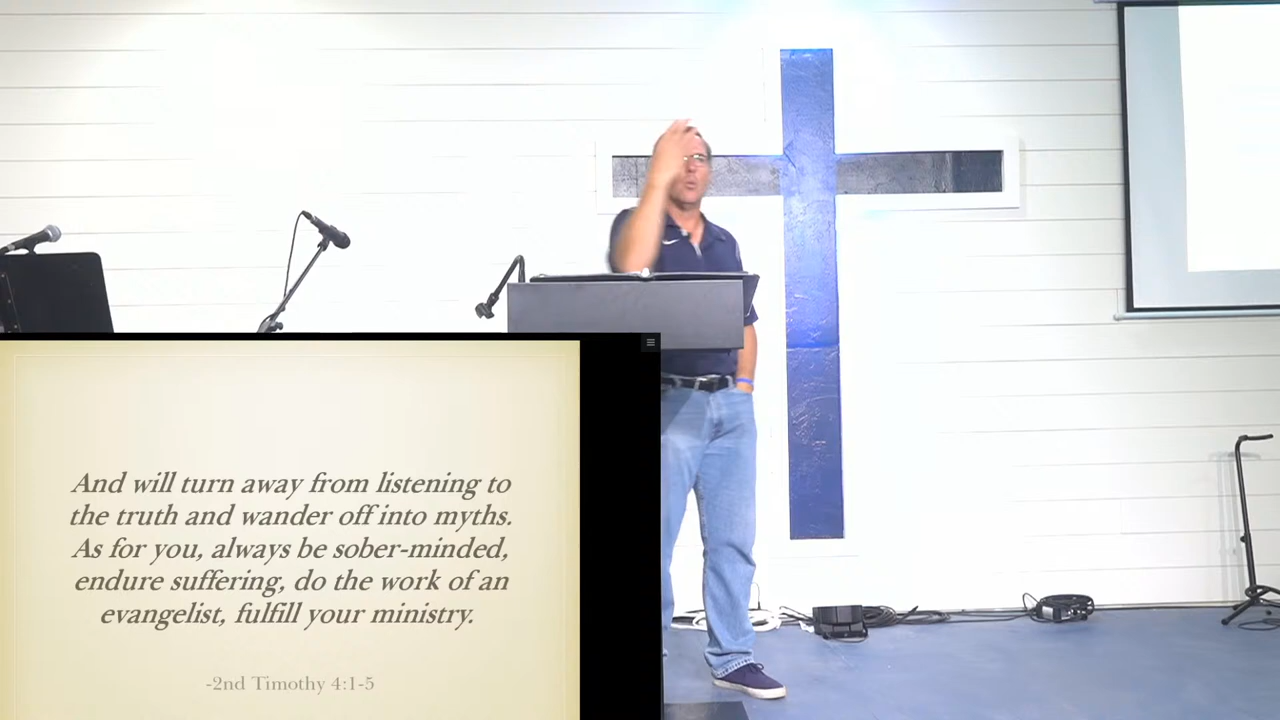 And will turn away from listening to
the truth and wander off into myths.
As for you, always be sober-minded,
endure suffering, do the work of an
evangelist, fulfill your ministry.
-2nd Timothy 4:1-5